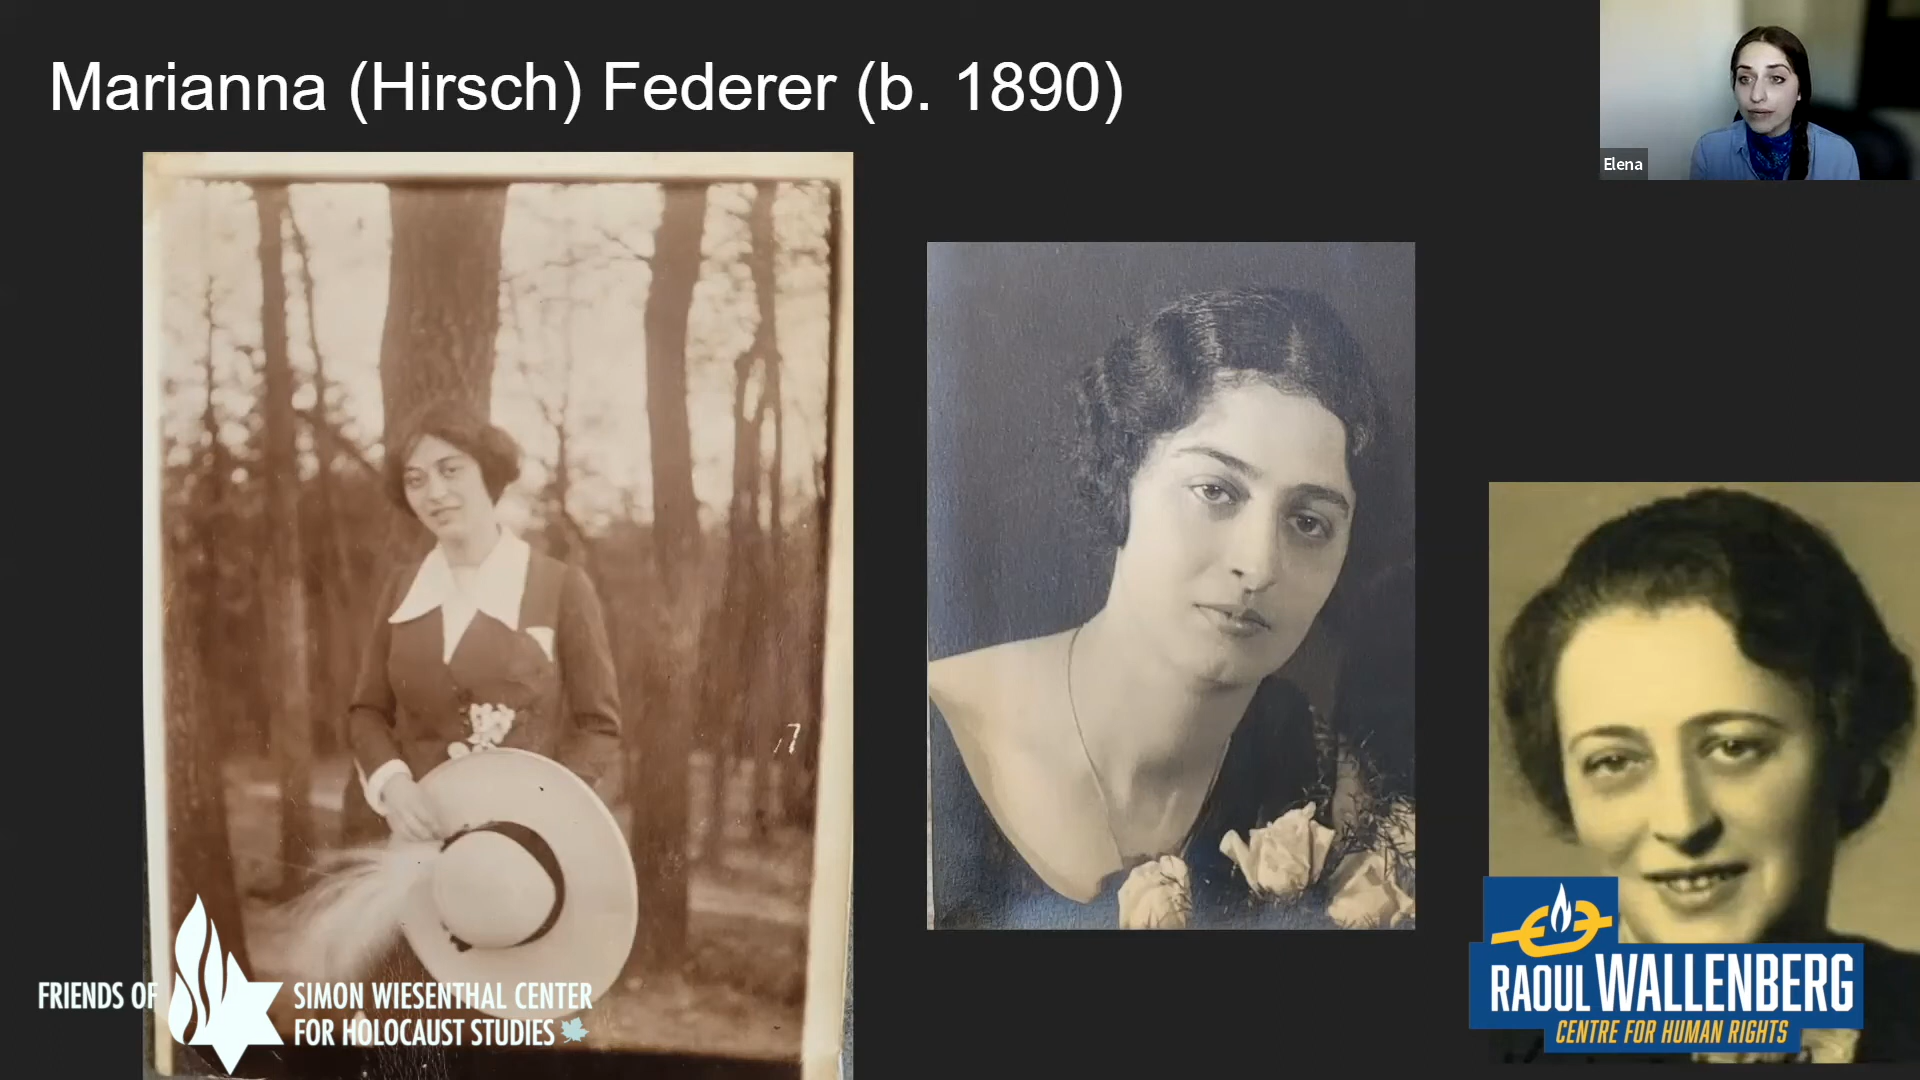 Marianna (Hirsch) Federer (b. 1890)
Elena
17
FRIENDS OF
SIMON WIESENTHAL CENTER
FOR HOLOCAUST STUDIES
RAOUL WALLENBERG
CENTRE FOR HUMAN RIGHTS